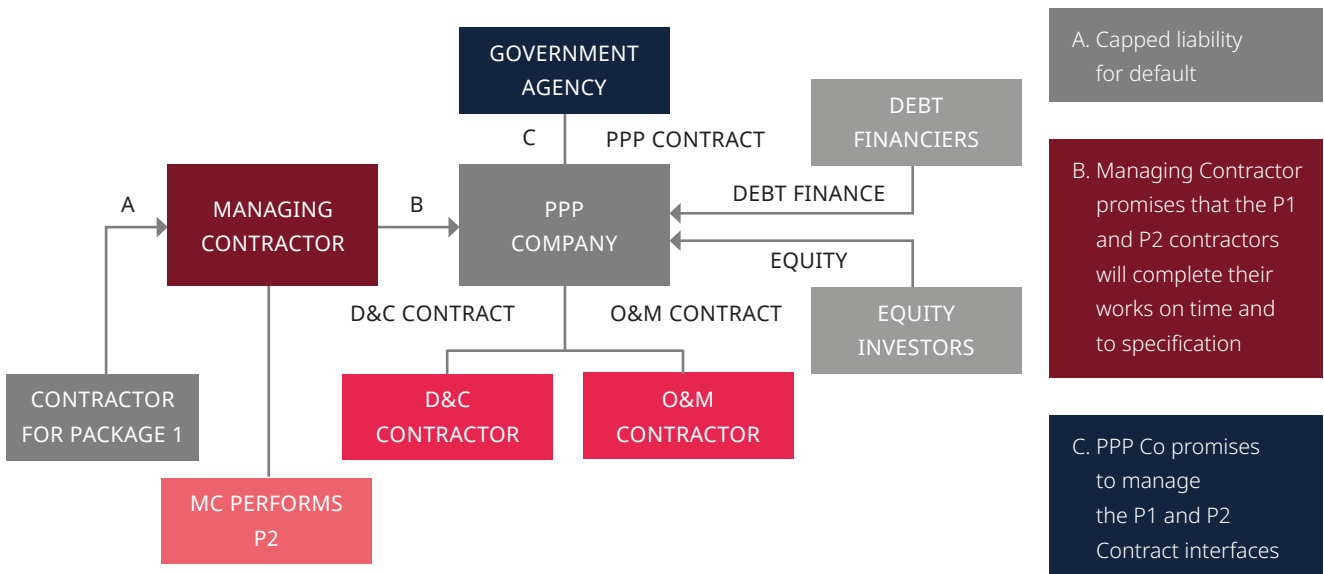 GOVERNMENT
AGENCY
C
PPP CONTRACT
DEBT
FINANCIERS
DEBT FINANCE
A
MANAGING
CONTRACTOR
B
PPP
COMPANY
EQUITY
D&C CONTRACT
O&M CONTRACT
EQUITY
INVESTORS
CONTRACTOR
FOR PACKAGE 1
D&C
CONTRACTOR
O&M
CONTRACTOR
MC PERFORMS
P2
A. Capped liability
for default
B. Managing Contractor
promises that the P1
and P2 contractors
will complete their
works on time and
to specification
C. PPP Co promises
to manage
the P1 and P2
Contract interfaces